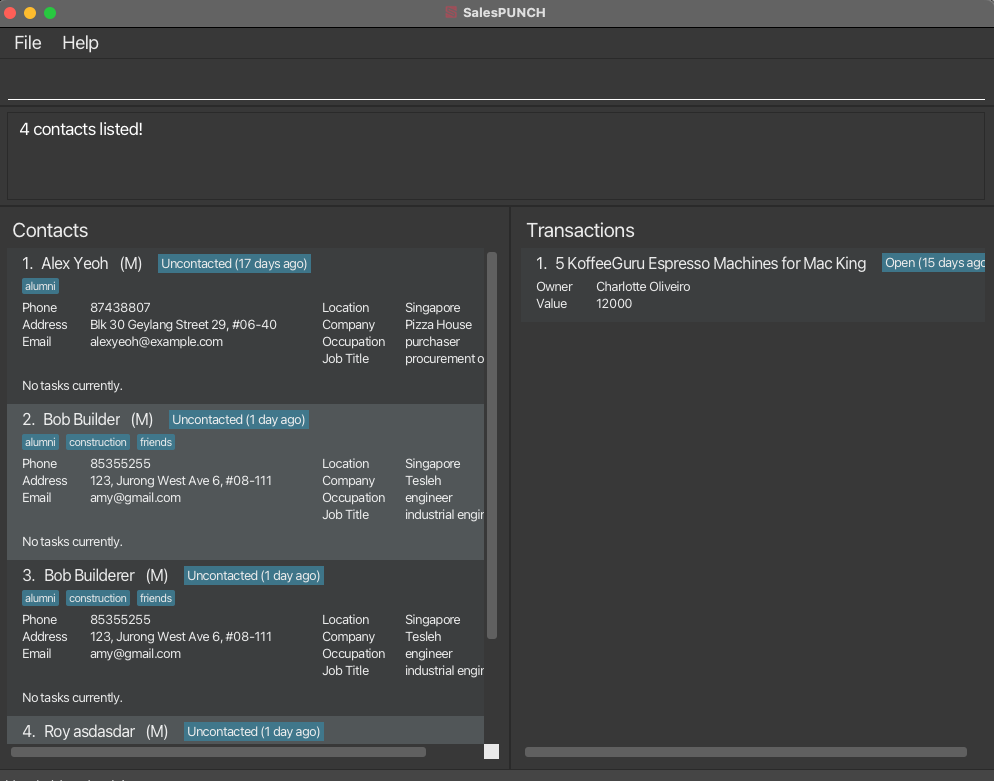 SalesPUNCH
File Help
4 contacts listed!
Contacts
1. Alex Yeoh (M) Uncontacted (17 days ago)
alumni
Phone 87438807 Location Singapore
Address Blk 30 Geylang Street 29, #06-40 Company Pizza House
Email alexyeoh@example.com Occupation purchaser
Job Title procurement o
No tasks currently.
2. Bob Builder (M) Uncontacted (1 day ago)
alumni construction friends
Phone 85355255 Location Singapore
Address 123, Jurong West Ave 6, #08-111 Company Tesleh
Email amy@gmail.com Occupation engineer
Job Title industrial engir
No tasks currently.
3. Bob Builderer (M) Uncontacted (1 day ago)
alumni construction friends
Phone 85355255 Location Singapore
Address 123, Jurong West Ave 6, #08-111 Company Tesleh
Email amy@gmail.com Occupation engineer
Job Title industrial engir
No tasks currently.
4. Roy asdasdar (M) Uncontacted (1 day ago)
Transactions
1. 5 KoffeeGuru Espresso Machines for Mac King Open (15 days ago
Owner Charlotte Oliveiro
Value 12000